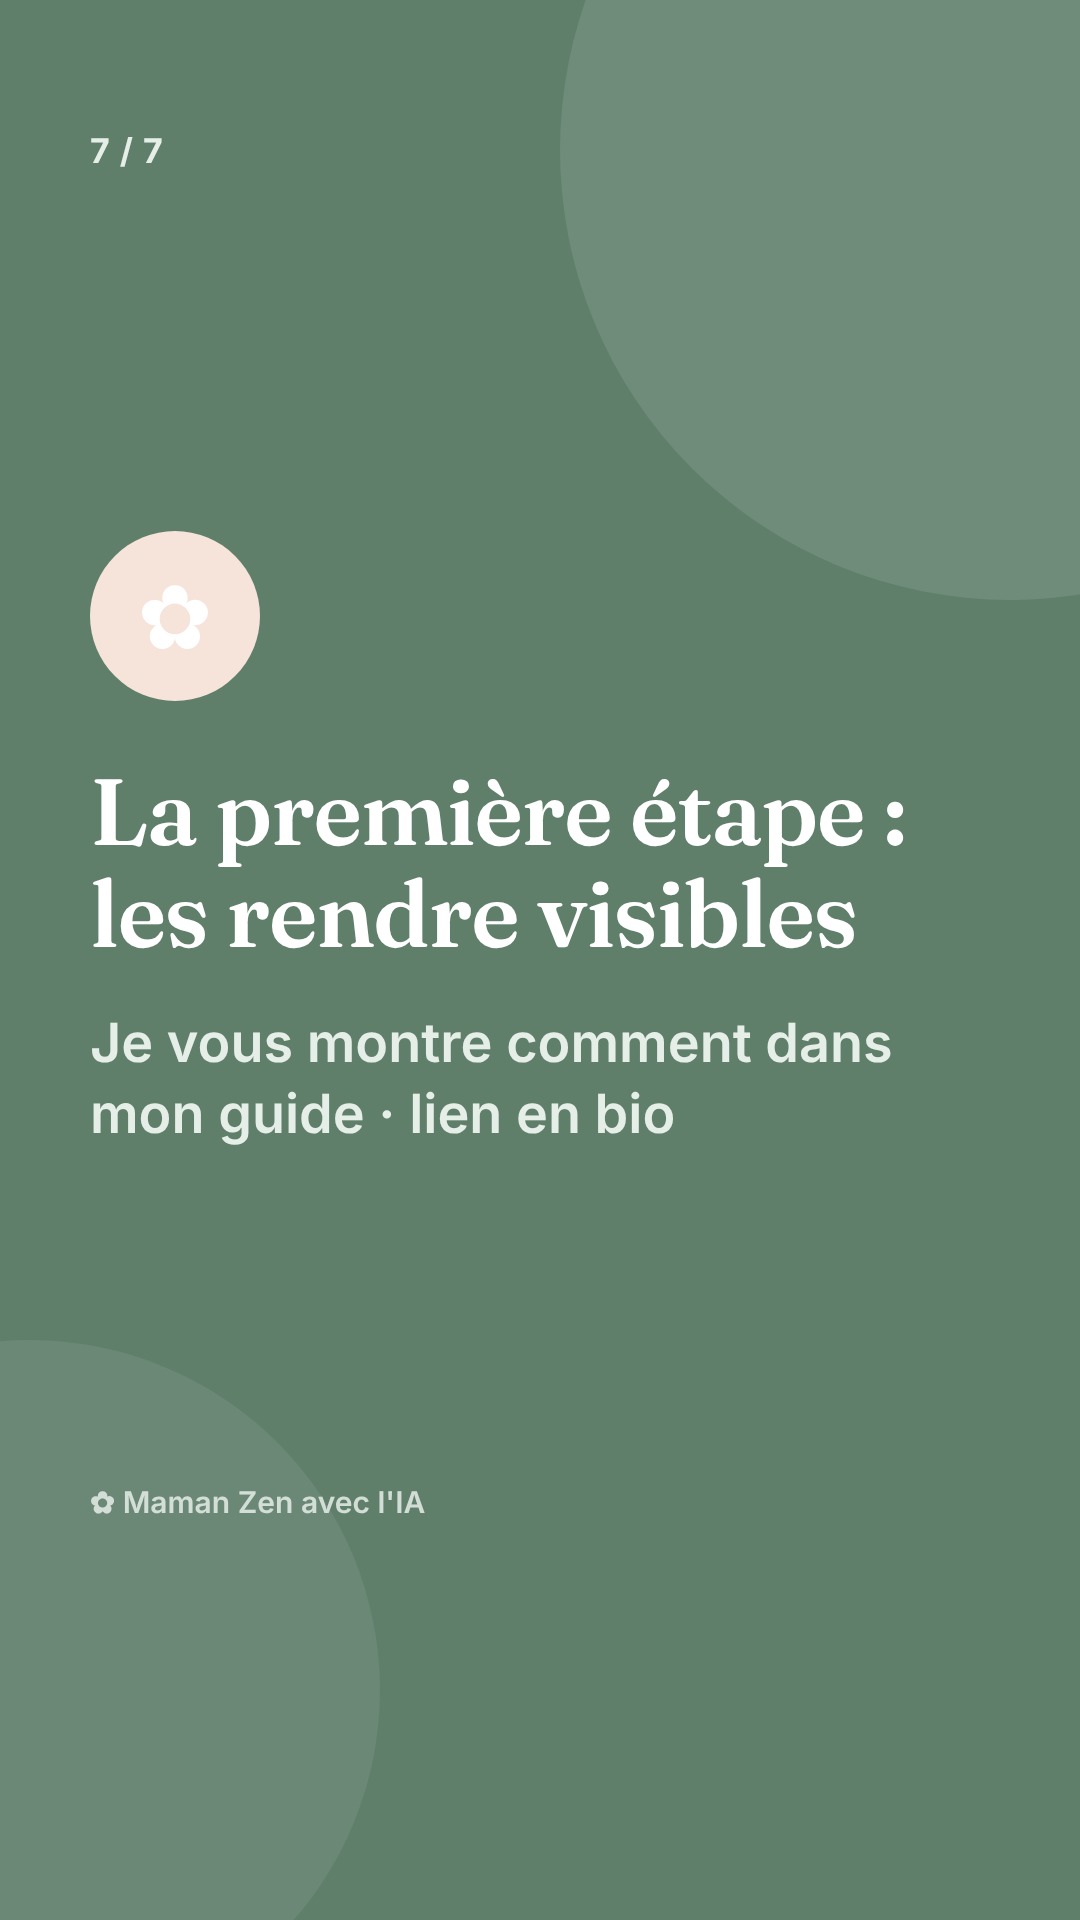 7 / 7
La première étape :
les rendre visibles
Je vous montre comment dans
mon guide · lien en bio
✿ Maman Zen avec l'IA